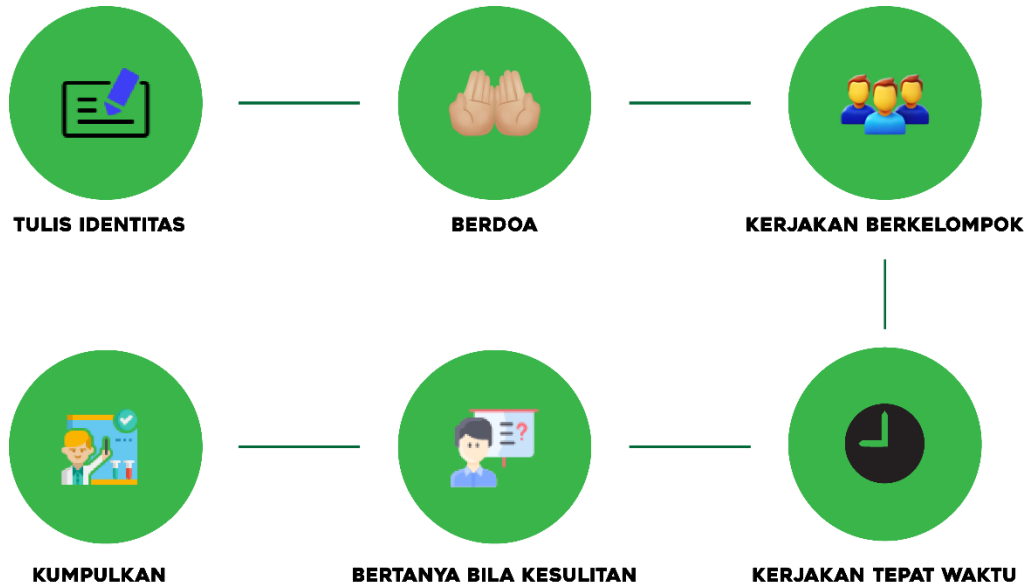 TULIS IDENTITAS
BERDOA
KERJAKAN BERKELOMPOK
KERJAKAN TEPAT WAKTU
BERTANYA BILA KESULITAN
KUMPULKAN